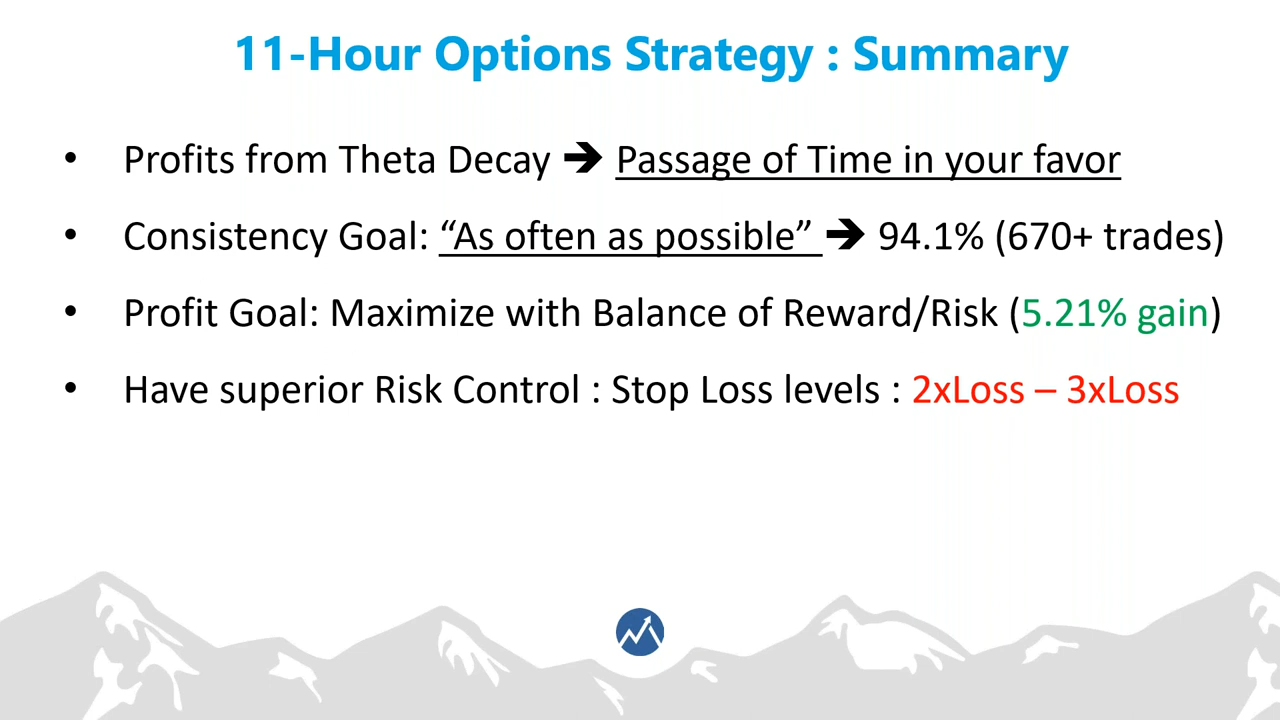 11-Hour Options Strategy : Summary
• Profits from Theta Decay 🡪 Passage of Time in your favor
• Consistency Goal: “As often as possible” 🡪 94.1% (670+ trades)
• Profit Goal: Maximize with Balance of Reward/Risk (5.21% gain)
• Have superior Risk Control : Stop Loss levels : 2xLoss – 3xLoss